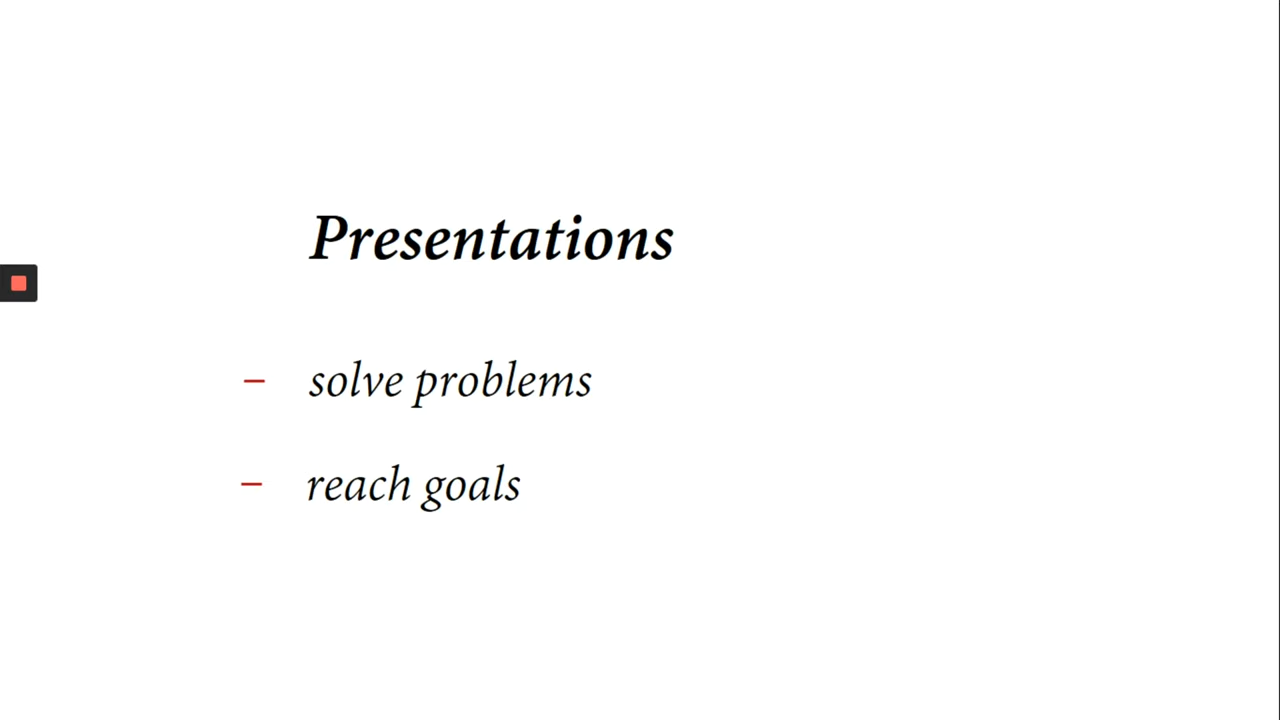 Presentations
– solve problems
– reach goals